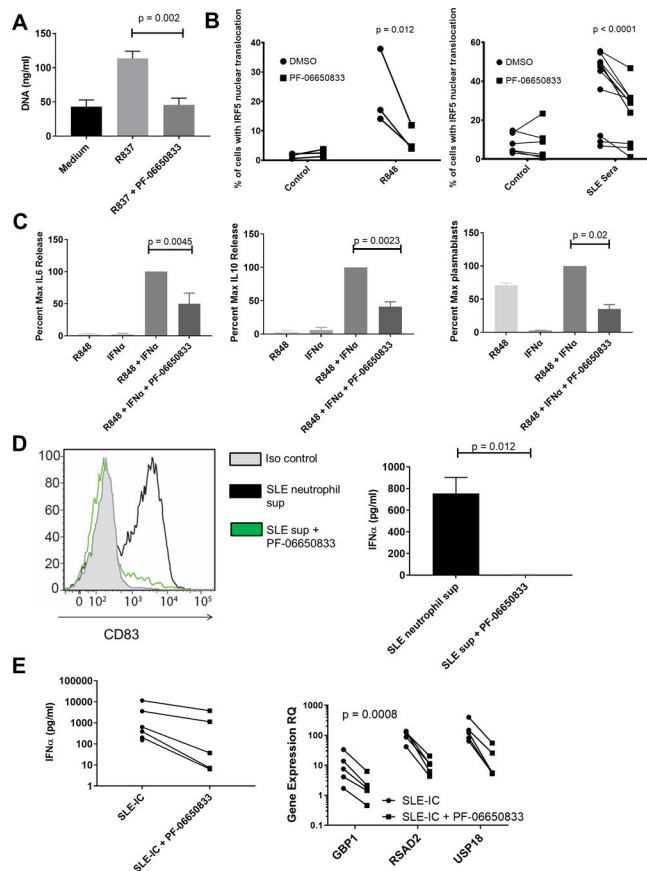 A
p = 0.002
DNA (ng/ml)
150
100
50
0
Medium
R837
R837 + PF-06650833
B
p = 0.012
% of cells with IRF5 nuclear translocation
40
30
20
10
0
DMSO
PF-06650833
Control
R848
p < 0.0001
% of cells with IRF5 nuclear translocation
60
40
20
0
DMSO
PF-06650833
Control
SLE Sera
C
p = 0.0045
Percent Max IL6 Release
150
100
50
0
R848
IFNα
R848 + IFNα
R848 + IFNα + PF-06650833
p = 0.0023
Percent Max IL10 Release
150
100
50
0
R848
IFNα
R848 + IFNα
R848 + IFNα + PF-06650833
p = 0.02
Percent Max plasmablasts
150
100
50
0
R848
IFNα
R848 + IFNα
R848 + IFNα + PF-06650833
D
100
80
60
40
20
0
0 10² 10³ 10⁴ 10⁵
CD83
Iso control
SLE neutrophil
sup
SLE sup +
PF-06650833
p = 0.012
IFNα (pg/ml)
1000
800
600
400
200
0
SLE neutrophil sup
SLE sup + PF-06650833
E
IFNα (pg/ml)
100000
10000
1000
100
10
1
SLE-IC
SLE-IC + PF-06650833
p = 0.0008
Gene Expression RQ
1000
100
10
1
0.1
SLE-IC
SLE-IC + PF-06650833
GBP1
RSAD2
USP18